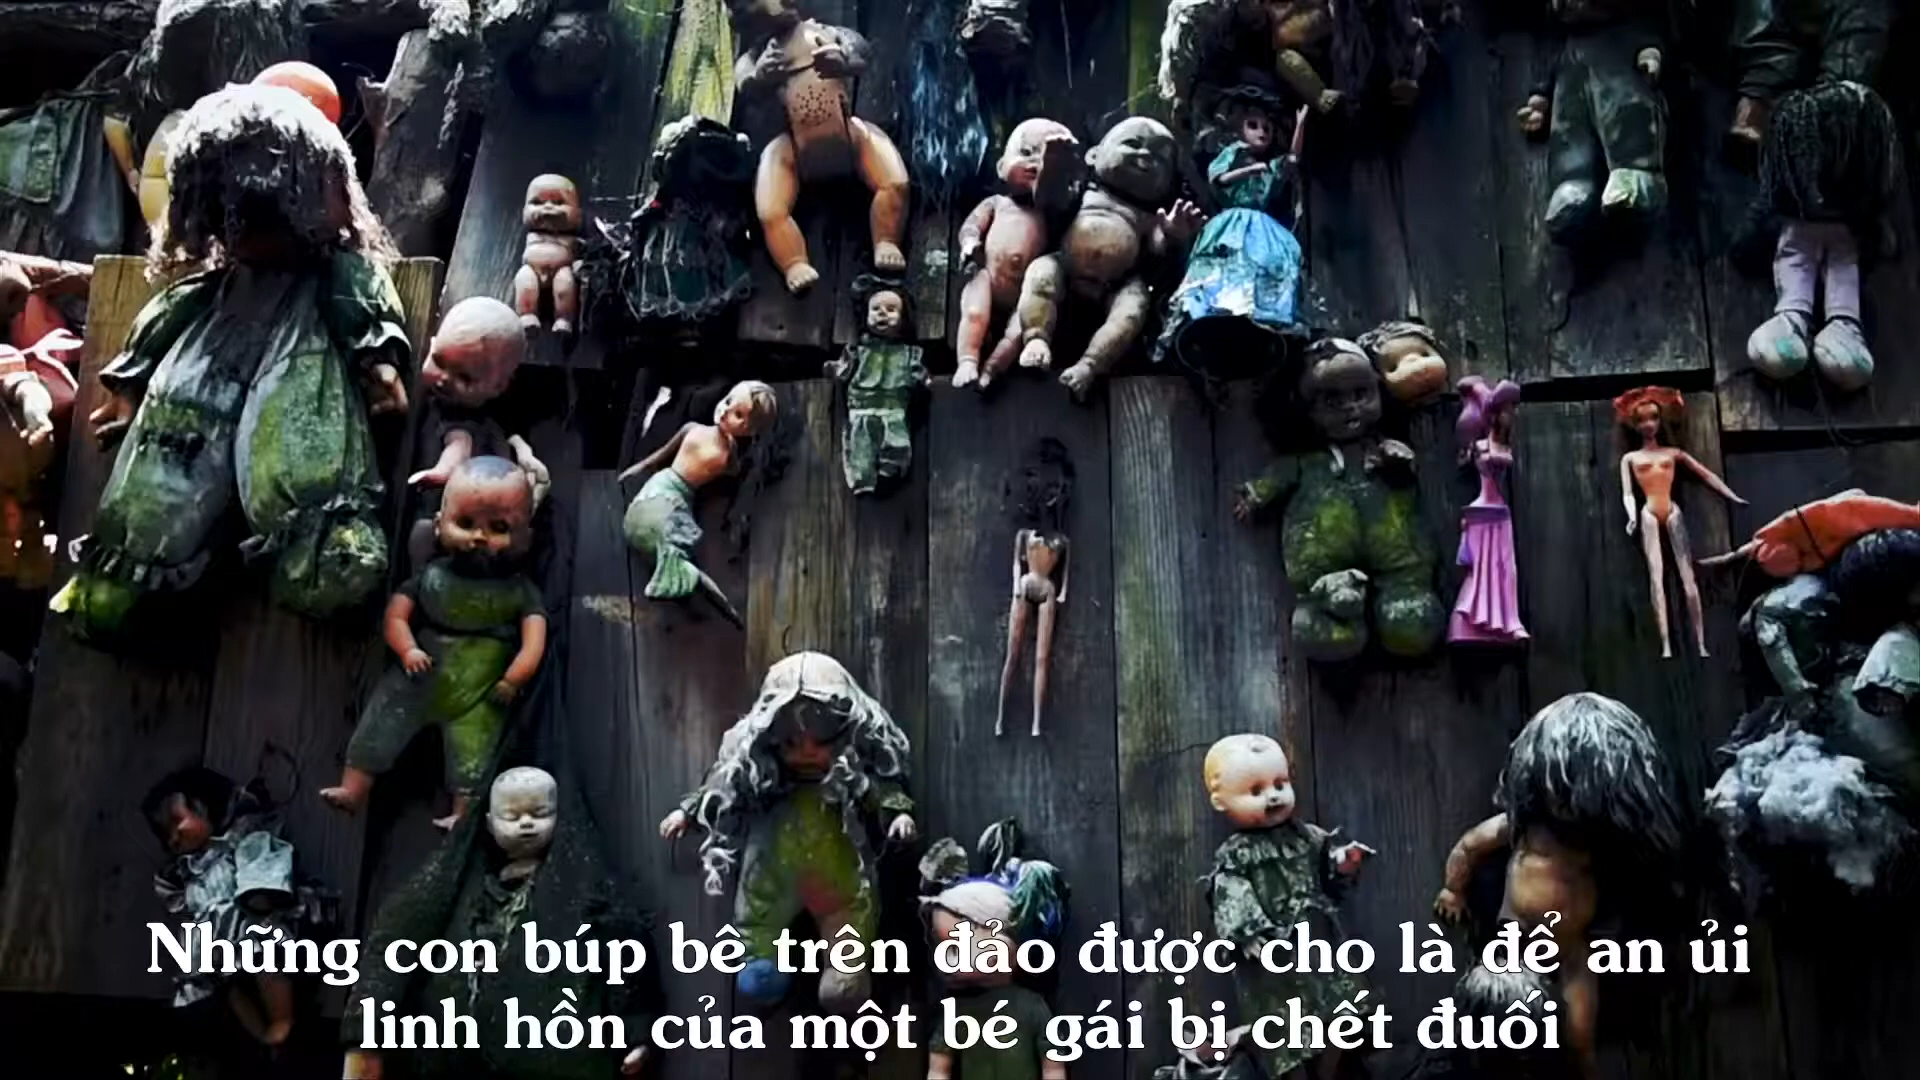 Những con búp bê trên đảo được cho là để an ủi
linh hồn của một bé gái bị chết đuối